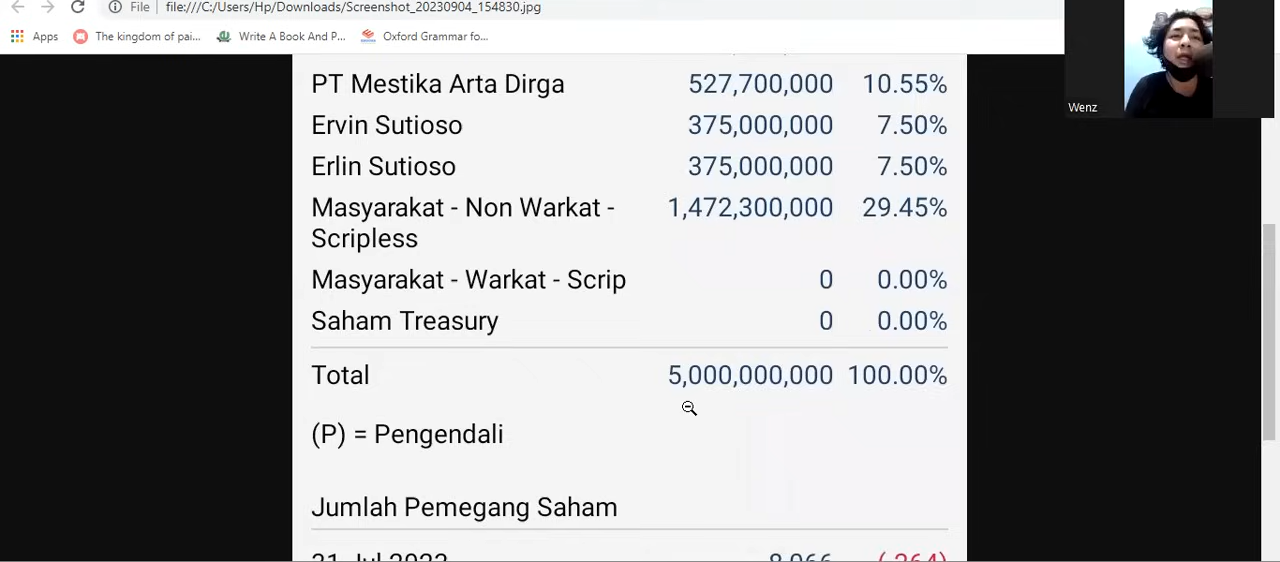 File | file:///C:/Users/Hp/Downloads/Screenshot_20230904_154830.jpg
Apps The kingdom of pai... Write A Book And P... Oxford Grammar fo...
Wenz
PT Mestika Arta Dirga 527,700,000 10.55%
Ervin Sutioso 375,000,000 7.50%
Erlin Sutioso 375,000,000 7.50%
Masyarakat - Non Warkat - 1,472,300,000 29.45%
Scripless
Masyarakat - Warkat - Scrip 0 0.00%
Saham Treasury 0 0.00%
Total 5,000,000,000 100.00%
(P) = Pengendali
Jumlah Pemegang Saham